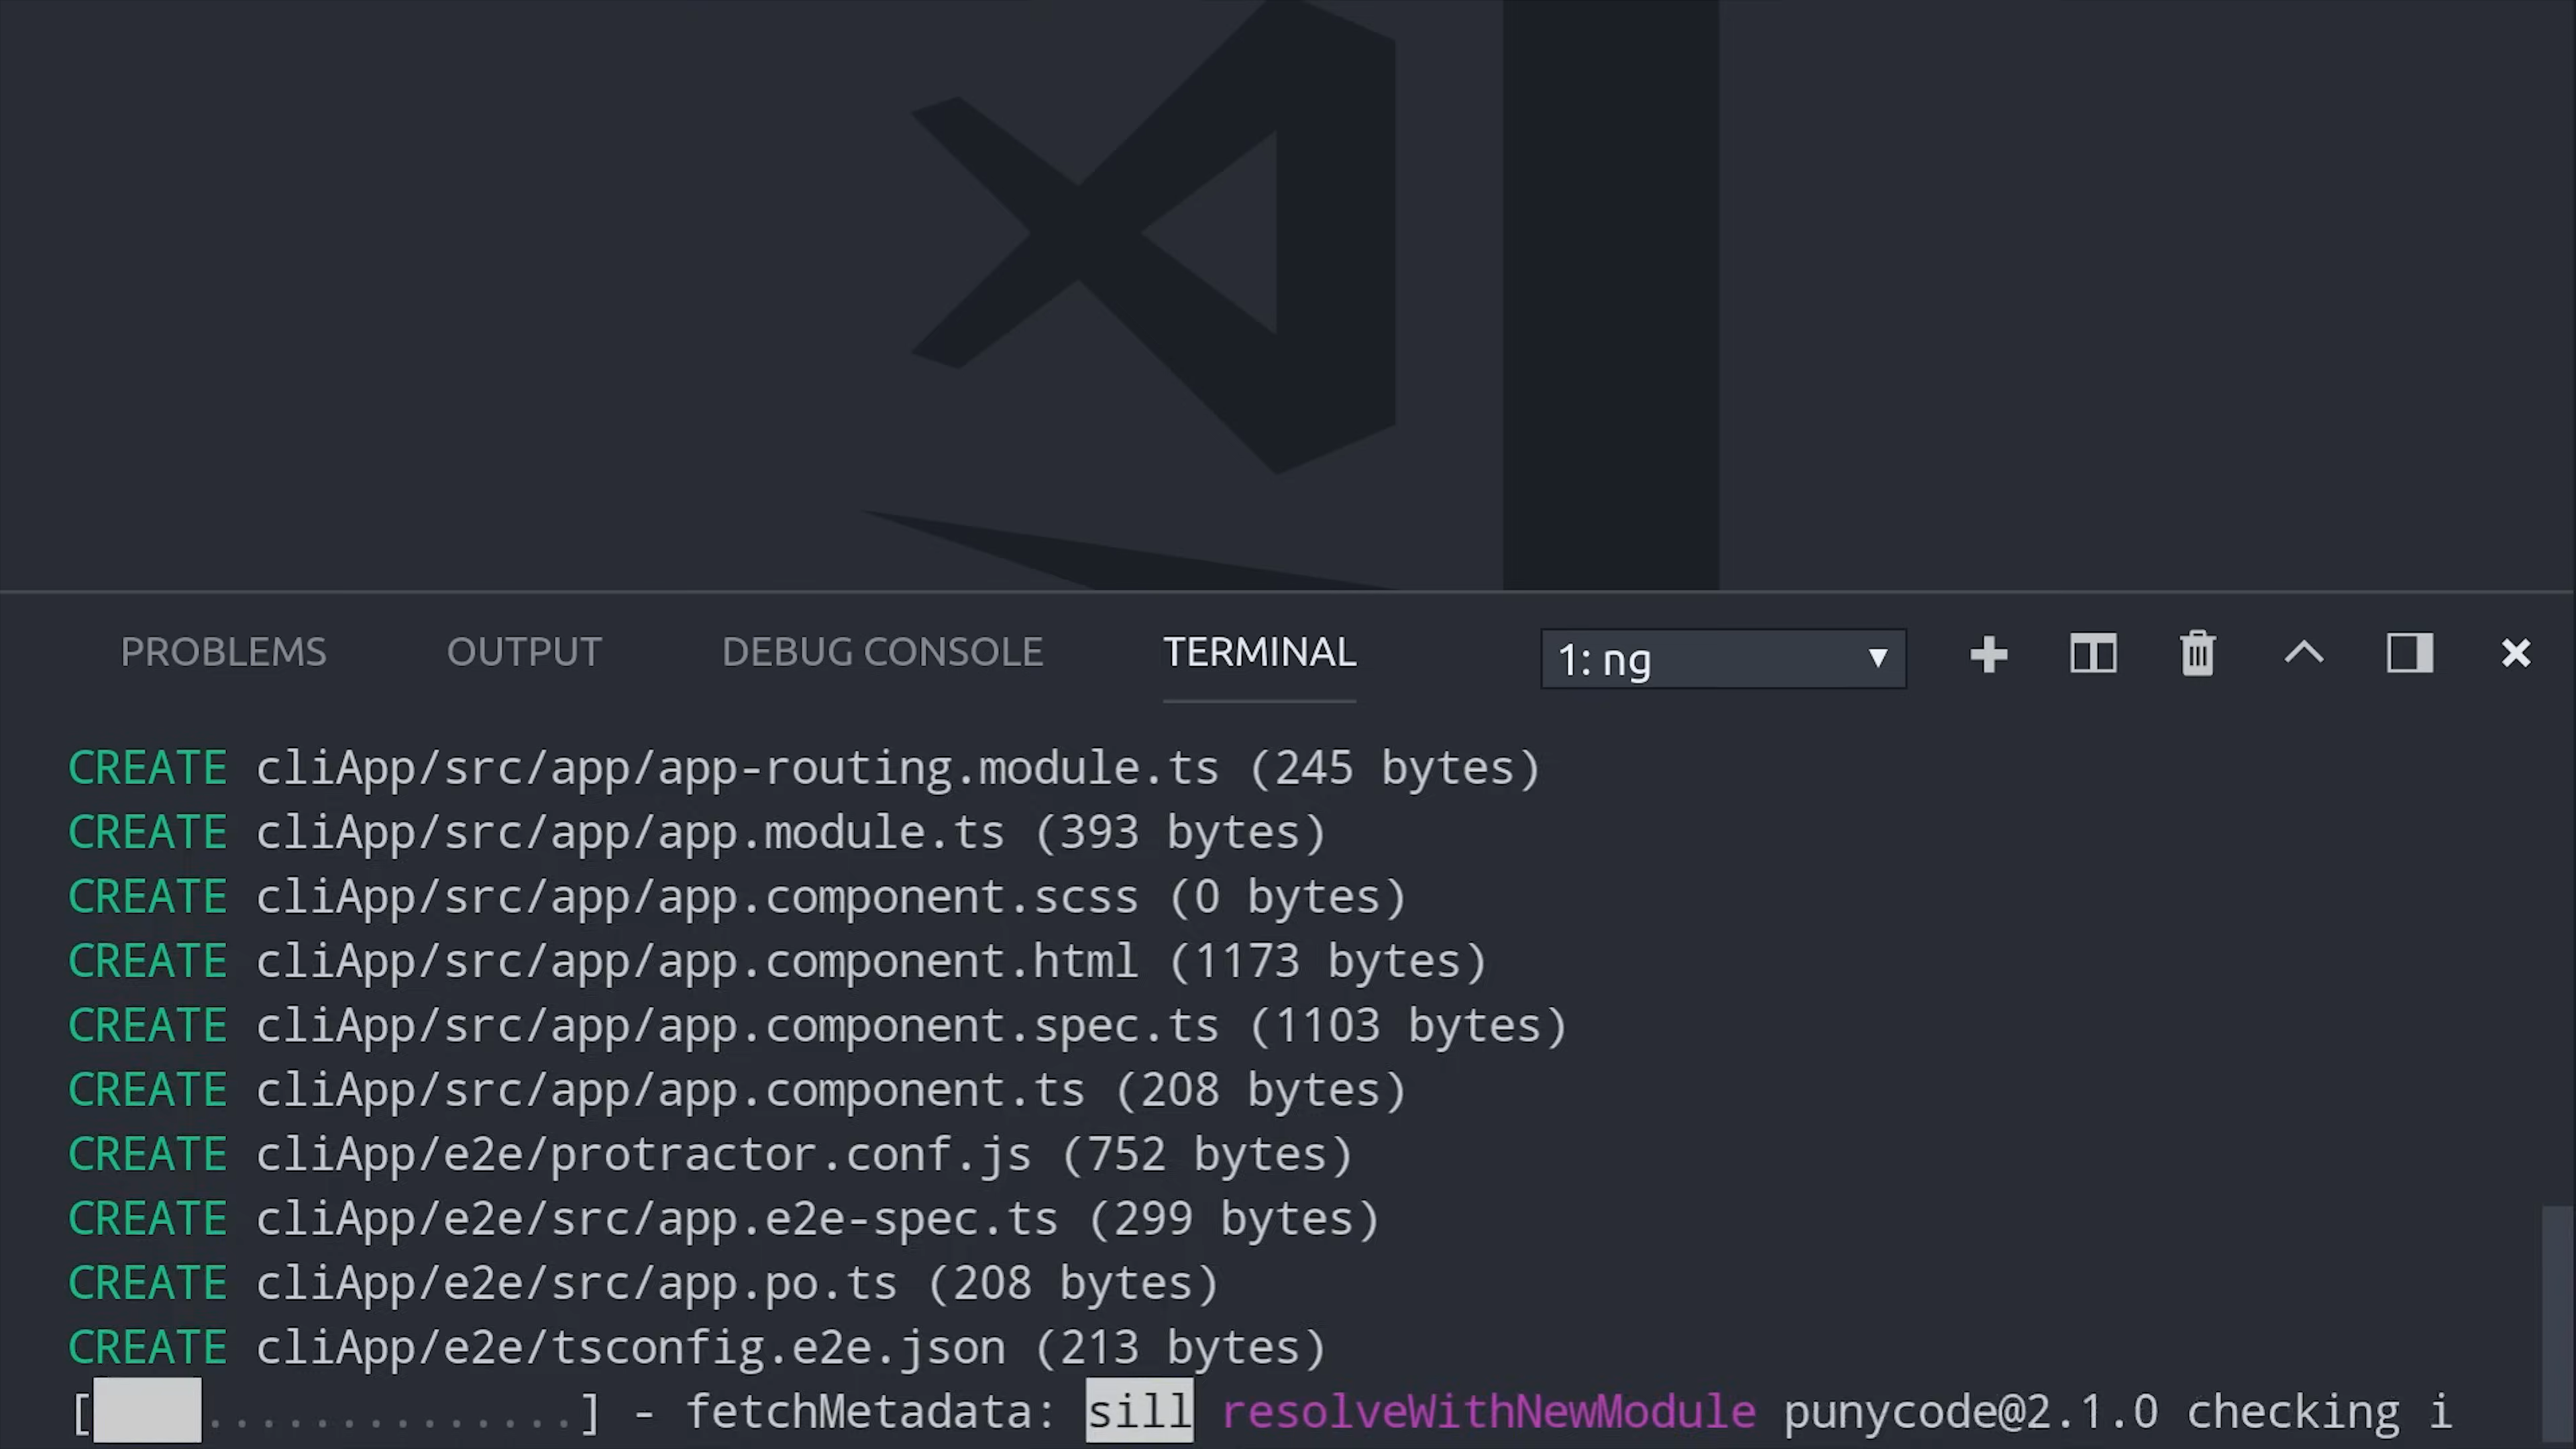 PROBLEMS OUTPUT DEBUG CONSOLE TERMINAL 1: ng
CREATE cliApp/src/app/app-routing.module.ts (245 bytes)
CREATE cliApp/src/app/app.module.ts (393 bytes)
CREATE cliApp/src/app/app.component.scss (0 bytes)
CREATE cliApp/src/app/app.component.html (1173 bytes)
CREATE cliApp/src/app/app.component.spec.ts (1103 bytes)
CREATE cliApp/src/app/app.component.ts (208 bytes)
CREATE cliApp/e2e/protractor.conf.js (752 bytes)
CREATE cliApp/e2e/src/app.e2e-spec.ts (299 bytes)
CREATE cliApp/e2e/src/app.po.ts (208 bytes)
CREATE cliApp/e2e/tsconfig.e2e.json (213 bytes)
[    ..............] - fetchMetadata: sill resolveWithNewModule punycode@2.1.0 checking i